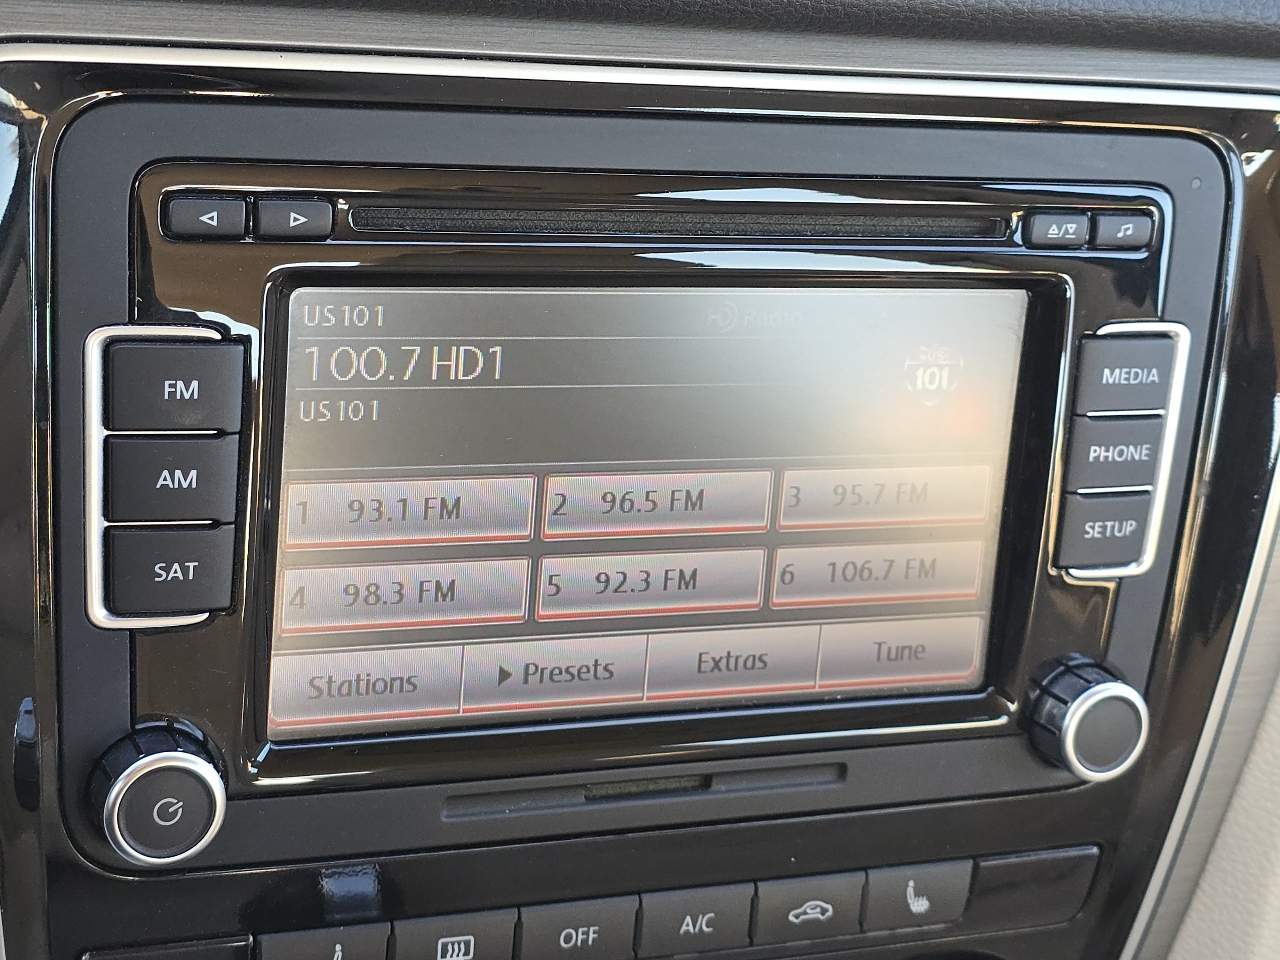 US101
HD Radio
100.7 HD1
US101
101
1 93.1 FM
2 96.5 FM
3 95.7 FM
4 98.3 FM
5 92.3 FM
6 106.7 FM
Stations
Presets
Extras
Tune
FM
AM
SAT
MEDIA
PHONE
SETUP
OFF
A/C